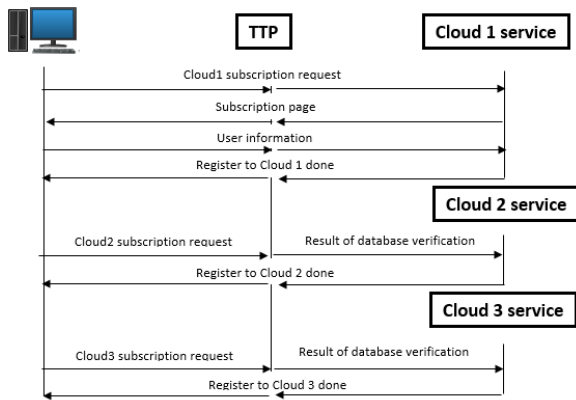 TTP
Cloud 1 service
Cloud1 subscription request
Subscription page
User information
Register to Cloud 1 done
Cloud 2 service
Cloud2 subscription request
Result of database verification
Register to Cloud 2 done
Cloud 3 service
Cloud3 subscription request
Result of database verification
Register to Cloud 3 done